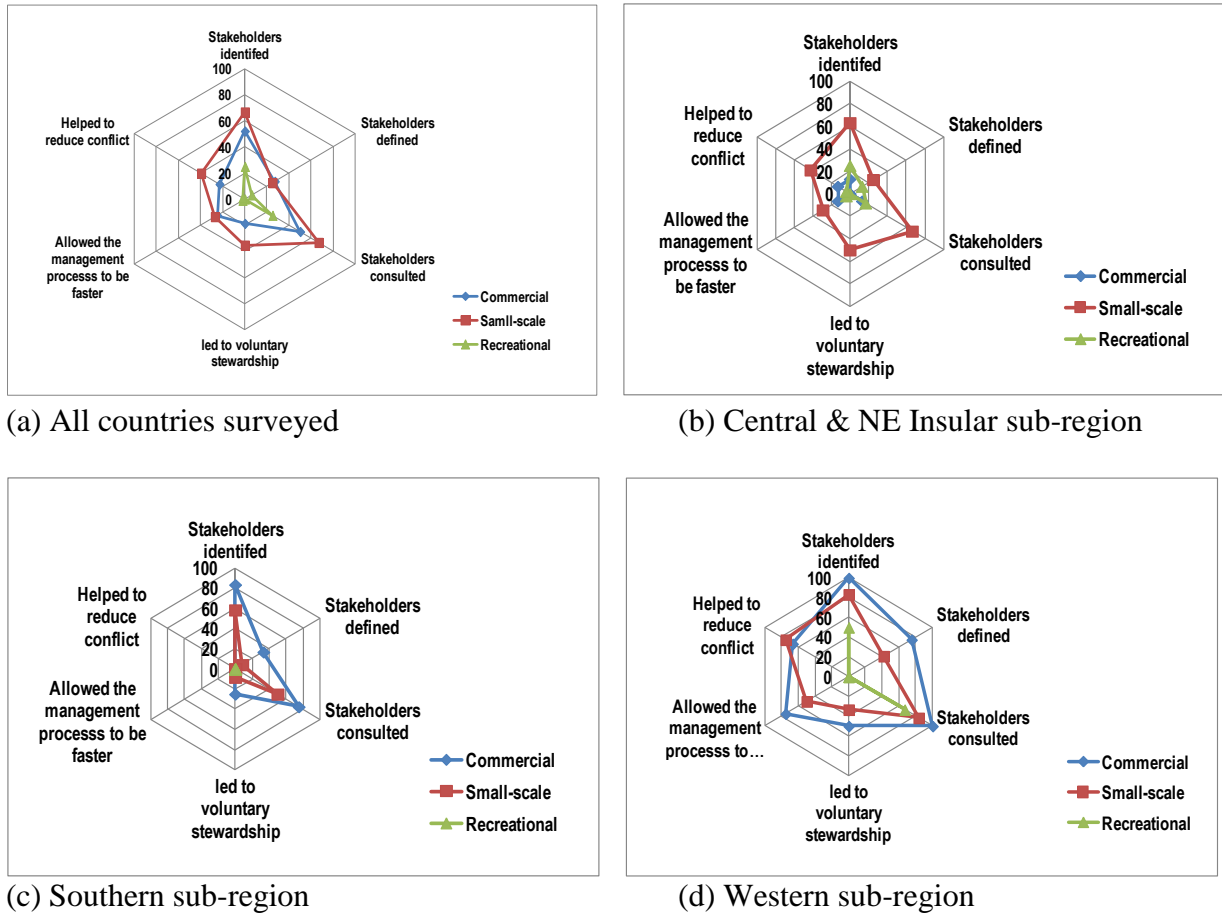 Stakeholders
identifed
100
80
60
40
20
0
Helped to reduce conflict
Stakeholders
defined
Allowed the
management
processs to be
faster
Stakeholders
consulted
led to voluntary
stewardship
Commercial
Samll-scale
Recreational
(a) All countries surveyed
Stakeholders
identifed
100
80
60
40
20
0
Helped to
reduce
conflict
Stakeholders
defined
Allowed the
management
processs to
be faster
Stakeholders
consulted
led to
voluntary
stewardship
Commercial
Small-scale
Recreational
(b) Central & NE Insular sub-region
Stakeholders
identifed
100
80
60
40
20
0
Helped to
reduce
conflict
Stakeholders
defined
Allowed the
management
processs to be
faster
Stakeholders
consulted
led to
voluntary
stewardship
Commercial
Small-scale
Recreational
(c) Southern sub-region
Stakeholders
identifed
100
80
60
40
20
0
Helped to
reduce
conflict
Stakeholders
defined
Allowed the
management
processs to…
Stakeholders
consulted
led to
voluntary
stewardship
Commercial
Small-scale
Recreational
(d) Western sub-region